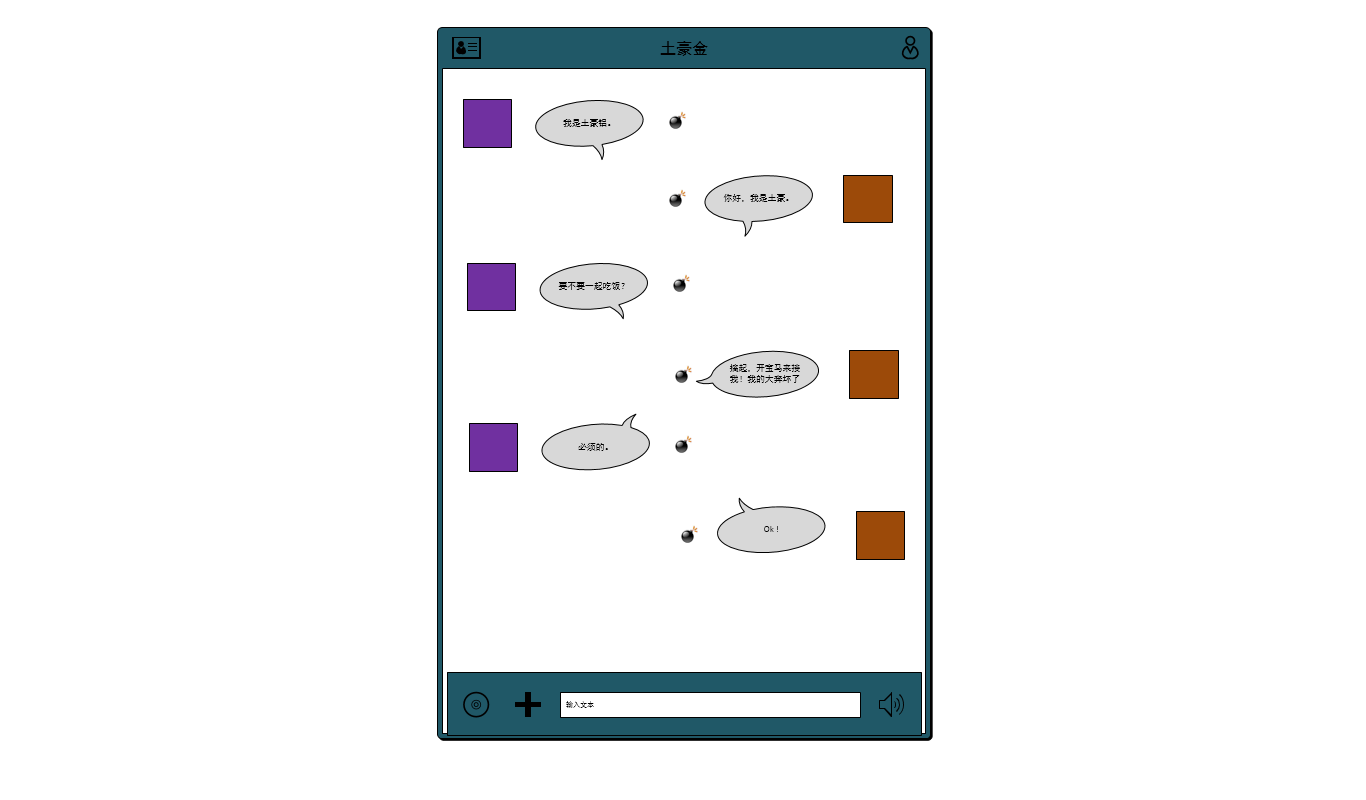 土豪金
我是土豪铝。
你好，我是土豪。
要不要一起吃饭？
搞起，开宝马来接
我！我的大奔坏了
必须的。
Ok！
输入文本